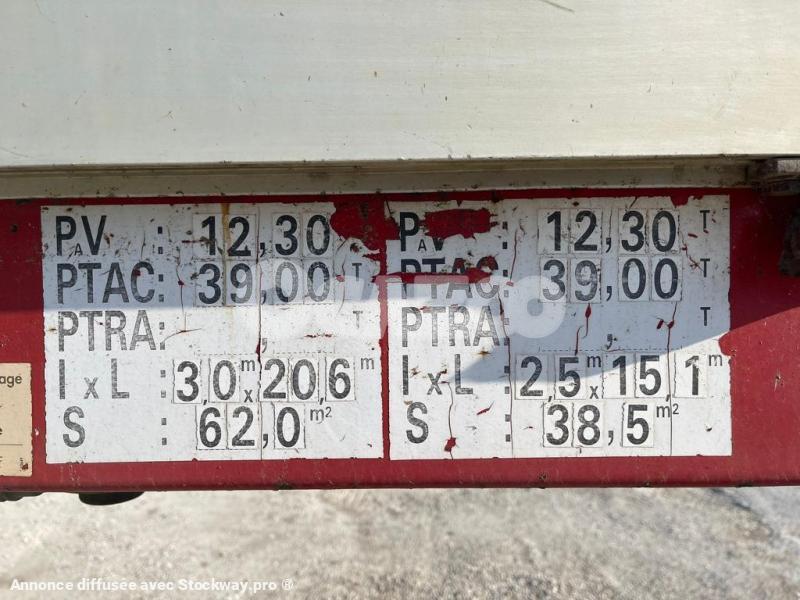 PAV : 12,30
PTAC: 39,00 T
PTRA: , T
I x L : 3,0 m x 20,6 m
S : 62,0 m²
PAV : 12,30 T
PTAC: 39,00 T
PTRA: , T
I x L : 2,5 m x 15,1 m
S : 38,5 m²
age
e
F
Annonce diffusée avec Stockway.pro ®